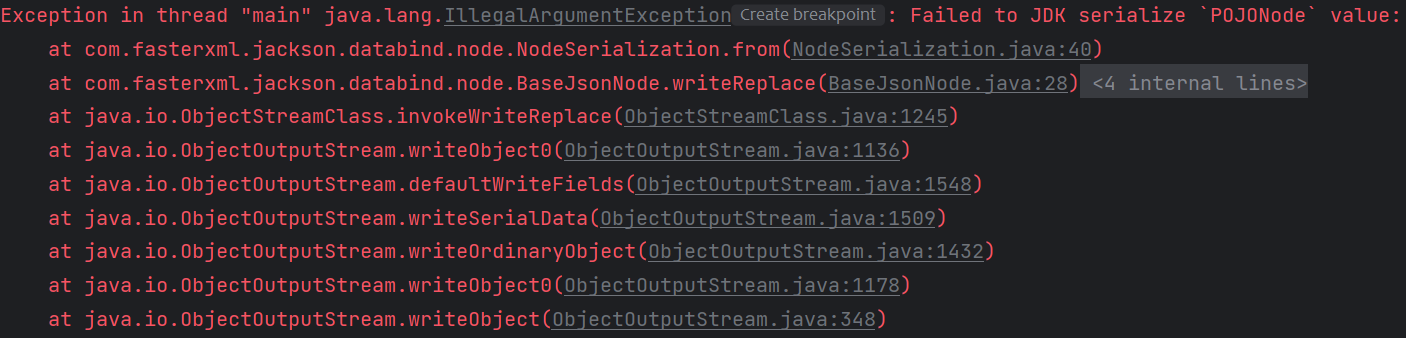 Exception in thread "main" java.lang.IllegalArgumentException Create breakpoint : Failed to JDK serialize `POJONode` value:
at com.fasterxml.jackson.databind.node.NodeSerialization.from(NodeSerialization.java:40)
at com.fasterxml.jackson.databind.node.BaseJsonNode.writeReplace(BaseJsonNode.java:28) <4 internal lines>
at java.io.ObjectStreamClass.invokeWriteReplace(ObjectStreamClass.java:1245)
at java.io.ObjectOutputStream.writeObject0(ObjectOutputStream.java:1136)
at java.io.ObjectOutputStream.defaultWriteFields(ObjectOutputStream.java:1548)
at java.io.ObjectOutputStream.writeSerialData(ObjectOutputStream.java:1509)
at java.io.ObjectOutputStream.writeOrdinaryObject(ObjectOutputStream.java:1432)
at java.io.ObjectOutputStream.writeObject0(ObjectOutputStream.java:1178)
at java.io.ObjectOutputStream.writeObject(ObjectOutputStream.java:348)